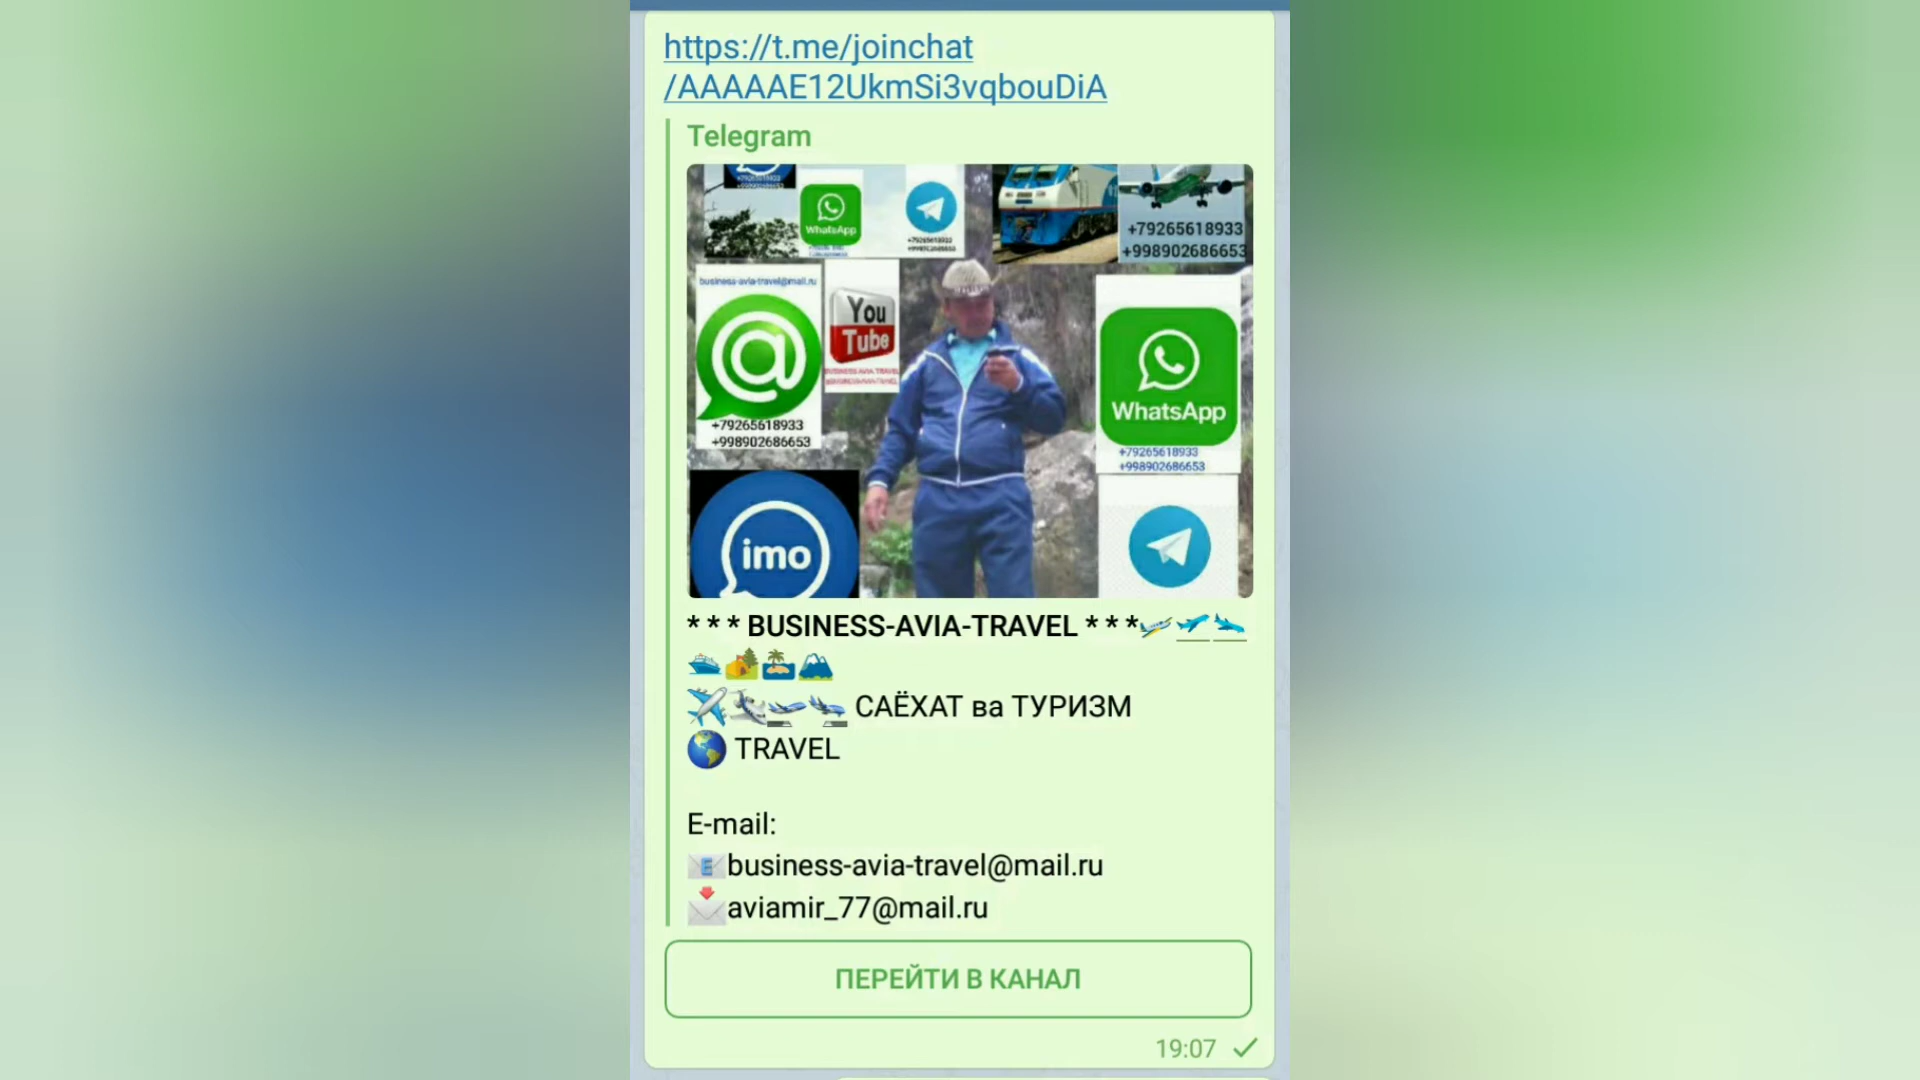 https://t.me/joinchat
/AAAAAE12UkmSi3vqbouDiA
Telegram
WhatsApp
+79265618933
+998902686653
+79265618933
+998902686653
business-avia-travel@mail.ru
You
Tube
@
+79265618933
+998902686653
WhatsApp
+79265618933
+998902686653
imo
* * * BUSINESS-AVIA-TRAVEL * * *
САЁХАТ ва ТУРИЗМ
TRAVEL
E-mail:
business-avia-travel@mail.ru
aviamir_77@mail.ru
ПЕРЕЙТИ В КАНАЛ
19:07